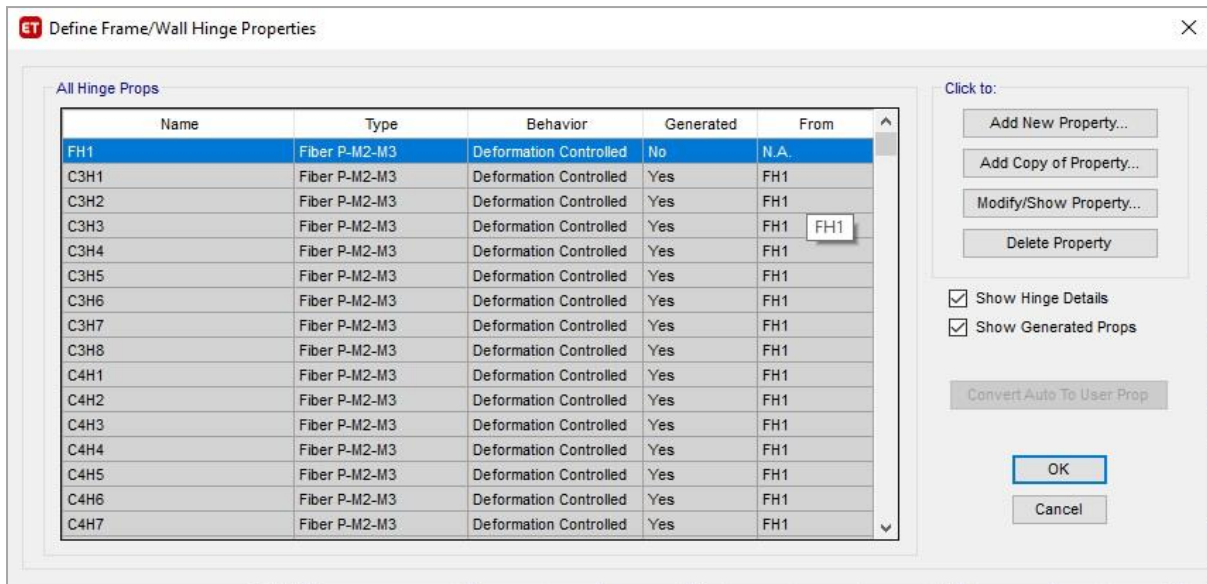 ET Define Frame/Wall Hinge Properties
All Hinge Props
Name Type Behavior Generated From
FH1 Fiber P-M2-M3 Deformation Controlled No N.A.
C3H1 Fiber P-M2-M3 Deformation Controlled Yes FH1
C3H2 Fiber P-M2-M3 Deformation Controlled Yes FH1
C3H3 Fiber P-M2-M3 Deformation Controlled Yes FH1 FH1
C3H4 Fiber P-M2-M3 Deformation Controlled Yes FH1
C3H5 Fiber P-M2-M3 Deformation Controlled Yes FH1
C3H6 Fiber P-M2-M3 Deformation Controlled Yes FH1
C3H7 Fiber P-M2-M3 Deformation Controlled Yes FH1
C3H8 Fiber P-M2-M3 Deformation Controlled Yes FH1
C4H1 Fiber P-M2-M3 Deformation Controlled Yes FH1
C4H2 Fiber P-M2-M3 Deformation Controlled Yes FH1
C4H3 Fiber P-M2-M3 Deformation Controlled Yes FH1
C4H4 Fiber P-M2-M3 Deformation Controlled Yes FH1
C4H5 Fiber P-M2-M3 Deformation Controlled Yes FH1
C4H6 Fiber P-M2-M3 Deformation Controlled Yes FH1
C4H7 Fiber P-M2-M3 Deformation Controlled Yes FH1
Click to:
Add New Property...
Add Copy of Property...
Modify/Show Property...
Delete Property
Show Hinge Details
Show Generated Props
Convert Auto To User Prop
OK
Cancel